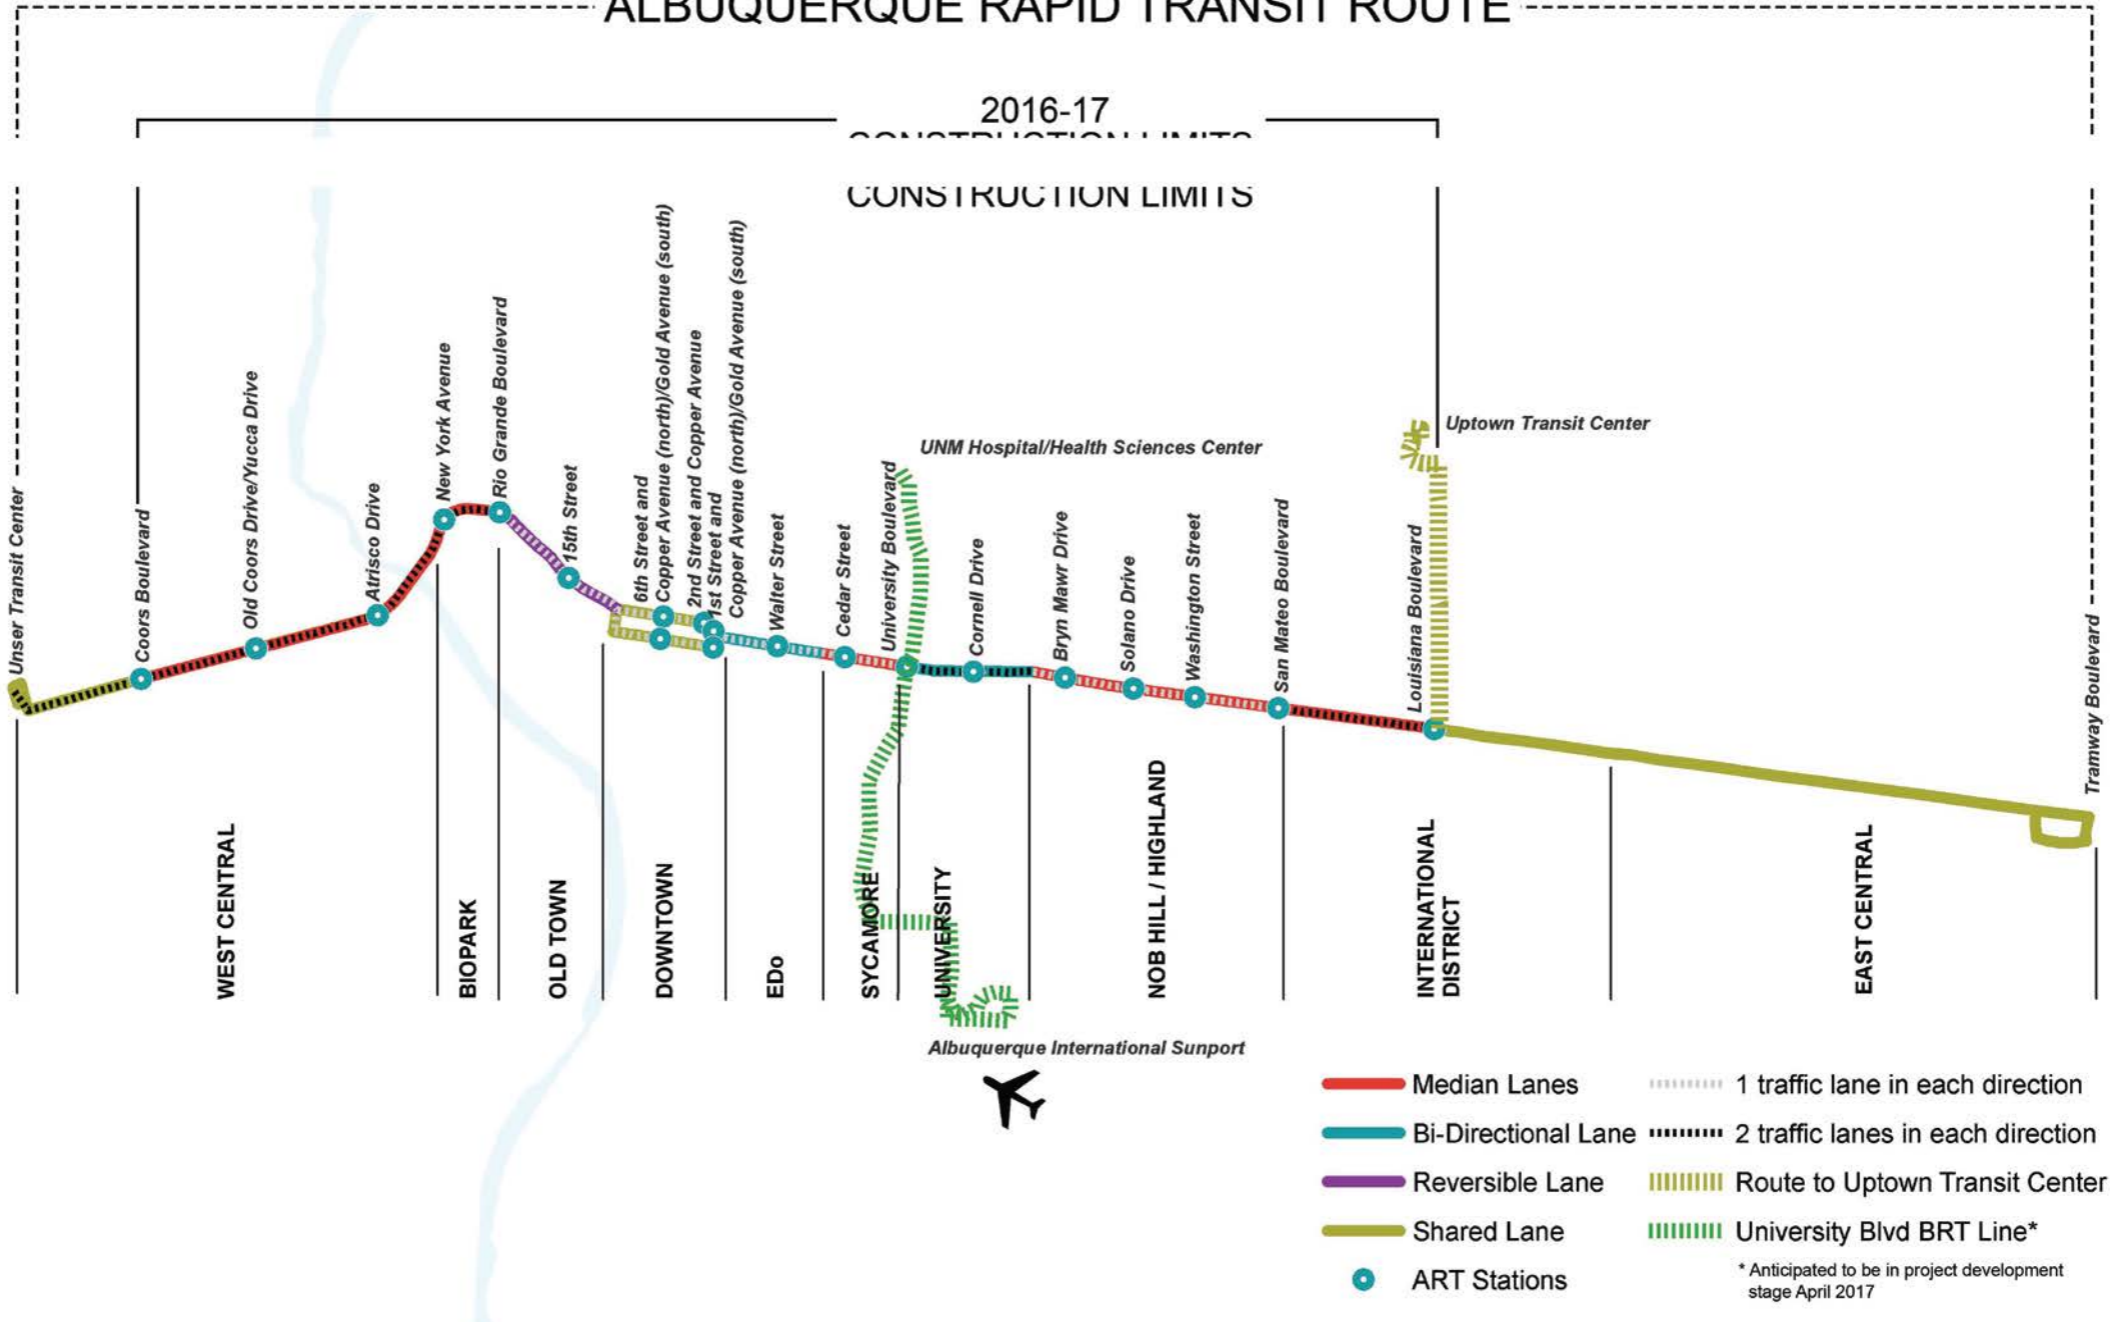 ALBUQUERQUE RAPID TRANSIT ROUTE
2016-17
CONSTRUCTION LIMITS
CONSTRUCTION LIMITS
Unser Transit Center
Coors Boulevard
Old Coors Drive/Yucca Drive
Atrisco Drive
New York Avenue
Rio Grande Boulevard
15th Street
6th Street and
Copper Avenue (north)/Gold Avenue (south)
2nd Street and Copper Avenue
1st Street and
Copper Avenue (north)/Gold Avenue (south)
Walter Street
Cedar Street
University Boulevard
UNM Hospital/Health Sciences Center
Cornell Drive
Bryn Mawr Drive
Solano Drive
Washington Street
San Mateo Boulevard
Louisiana Boulevard
Uptown Transit Center
Tramway Boulevard
WEST CENTRAL
BIOPARK
OLD TOWN
DOWNTOWN
EDo
SYCAMORE
UNIVERSITY
NOB HILL / HIGHLAND
INTERNATIONAL
DISTRICT
EAST CENTRAL
Albuquerque International Sunport
Median Lanes
Bi-Directional Lane
Reversible Lane
Shared Lane
ART Stations
1 traffic lane in each direction
2 traffic lanes in each direction
Route to Uptown Transit Center
University Blvd BRT Line*
* Anticipated to be in project development
stage April 2017